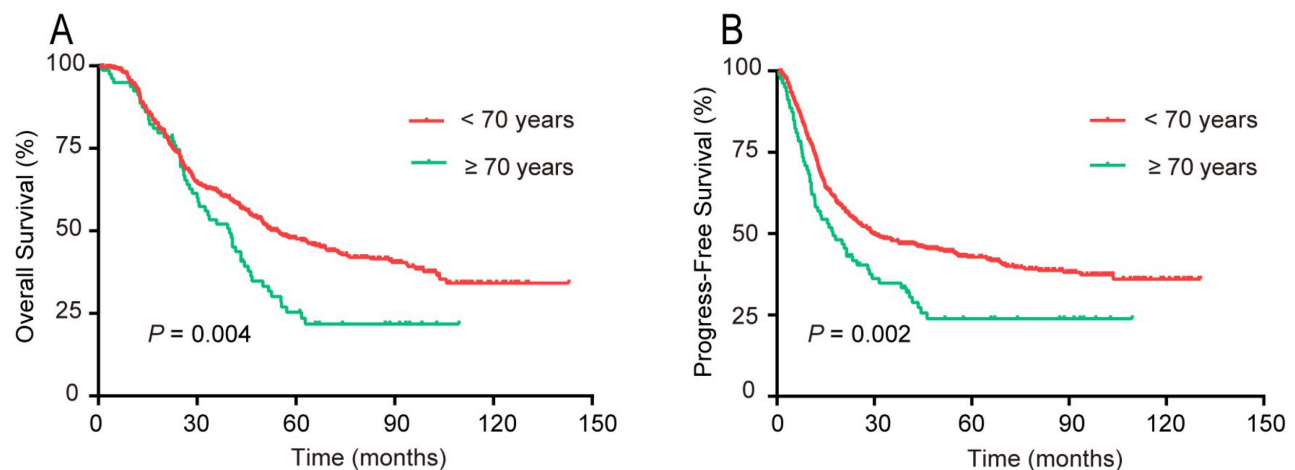 A
Overall Survival (%)
100
75
50
25
0
< 70 years
≥ 70 years
P = 0.004
0 30 60 90 120 150
Time (months)
B
Progress-Free Survival (%)
100
75
50
25
0
< 70 years
≥ 70 years
P = 0.002
0 30 60 90 120 150
Time (months)